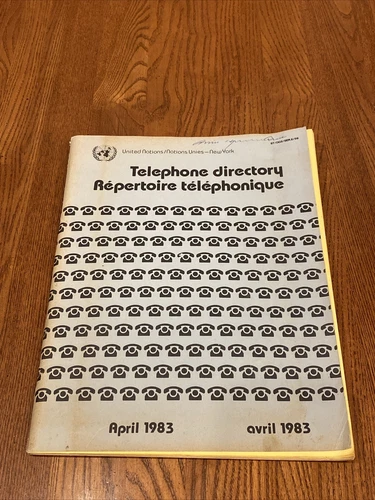 United Nations/Nations Unies—New York
Telephone directory
Répertoire téléphonique
April 1983 avril 1983